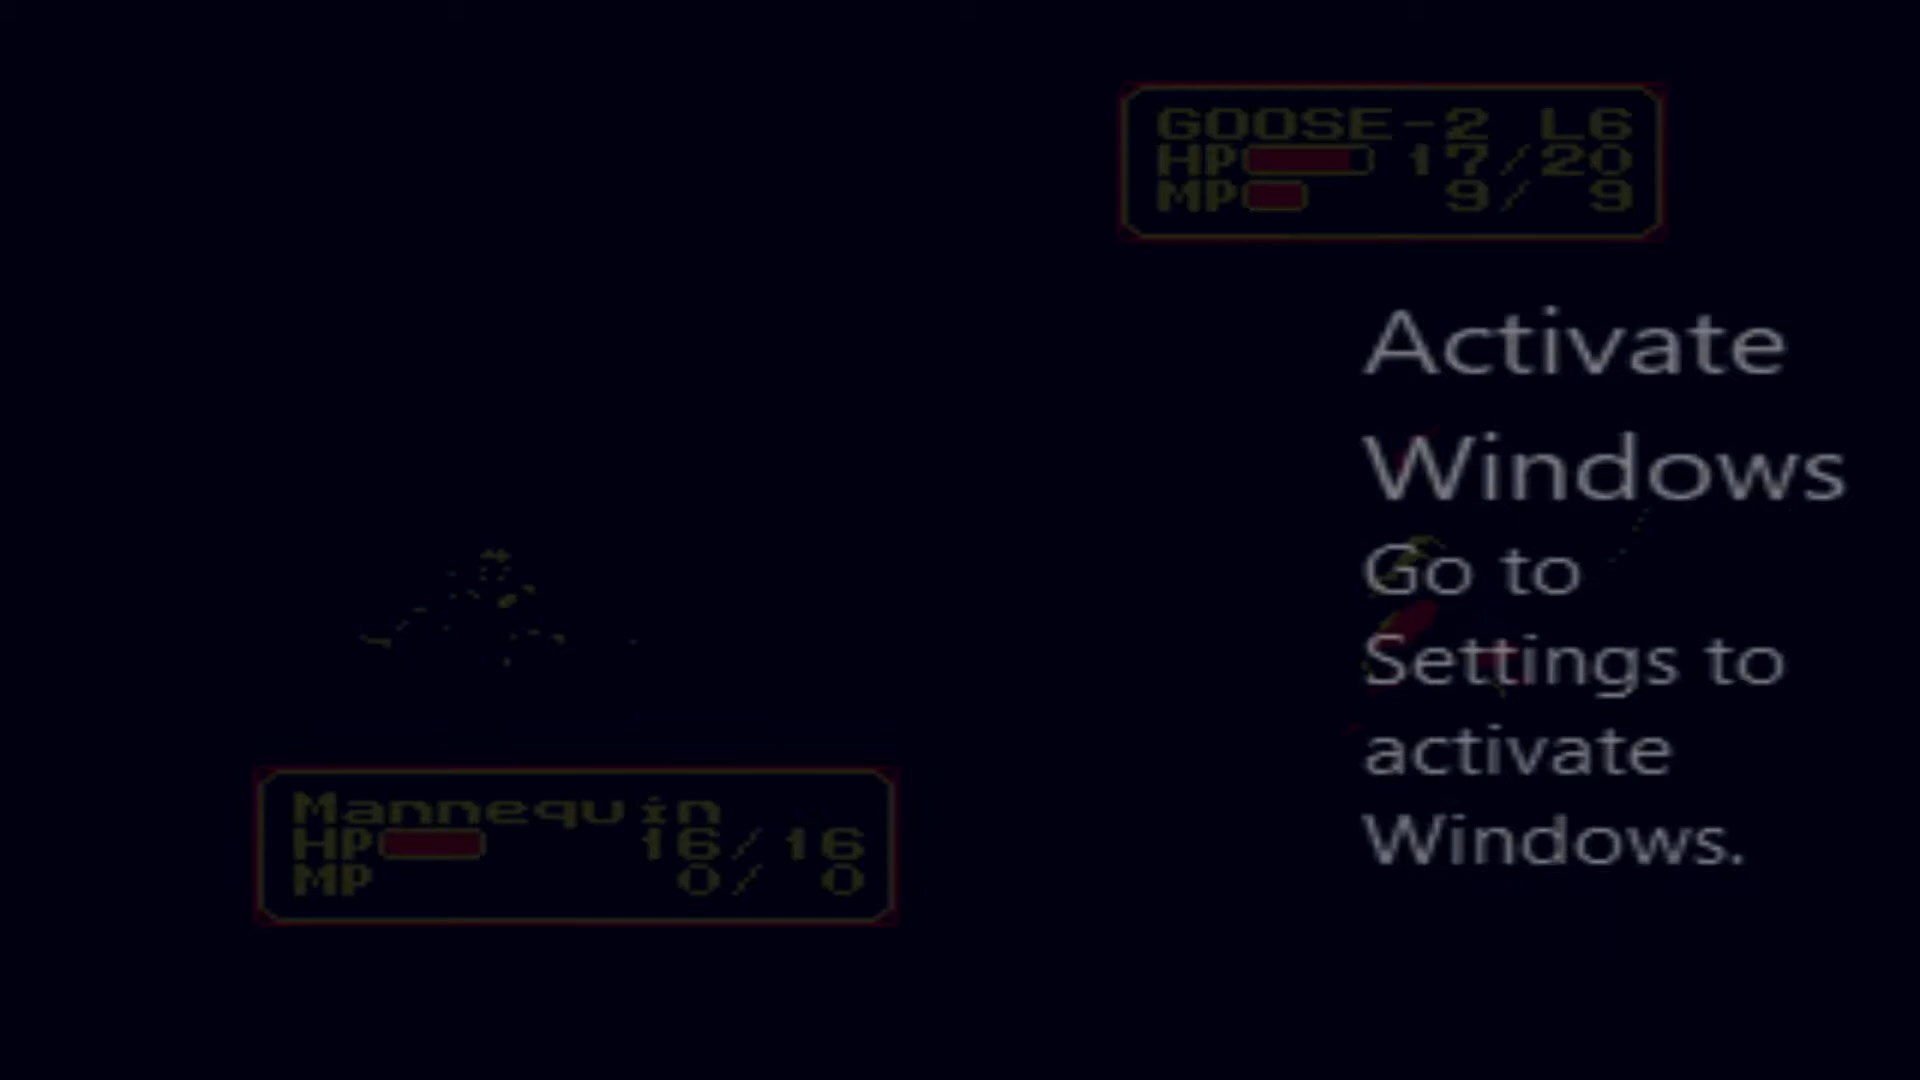 GOOSE-2 L6
HP 17/20
MP 9/ 9
Activate
Windows
Go to
Settings to
activate
Windows.
Mannequin
HP 16/16
MP 0/ 0